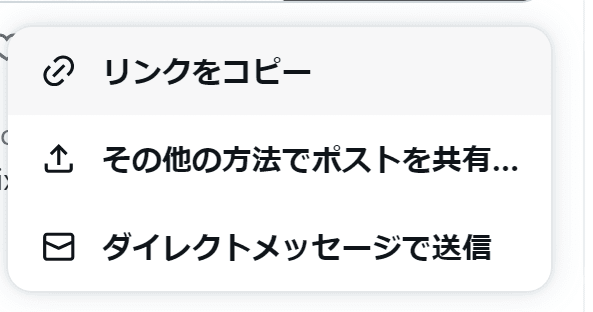 リンクをコピー
その他の方法でポストを共有...
ダイレクトメッセージで送信